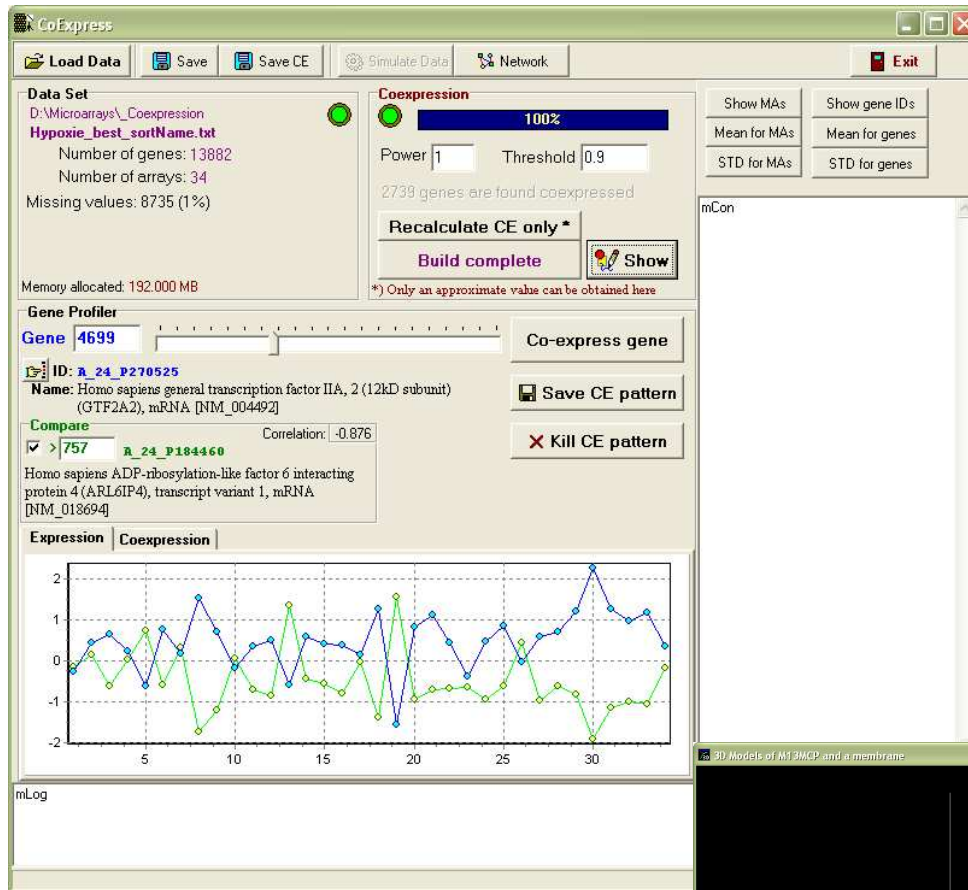 CoExpress
Load Data Save Save CE Simulate Data Network Exit
Data Set
D:\Microarrays\_Coexpression
Hypoxie_best_sortName.txt
Number of genes: 13882
Number of arrays: 34
Missing values: 8735 (1%)
Memory allocated: 192.000 MB
Coexpression
100%
Power 1 Threshold 0.9
2739 genes are found coexpressed
Recalculate CE only *
Build complete Show
*) Only an approximate value can be obtained here
Show MAs Show gene IDs
Mean for MAs Mean for genes
STD for MAs STD for genes
mCon
Gene Profiler
Gene 4699
ID: A_24_P270525
Name: Homo sapiens general transcription factor IIA, 2 (12kD subunit)
(GTF2A2), mRNA [NM_004492]
Co-express gene
Save CE pattern
Kill CE pattern
Compare
Correlation: -0.876
> 757 A_24_P184460
Homo sapiens ADP-ribosylation-like factor 6 interacting
protein 4 (ARL6IP4), transcript variant 1, mRNA
[NM_018694]
Expression Coexpression
2
1
0
-1
-2
5 10 15 20 25 30
3D Models of M13MCP and a membrane
mLog